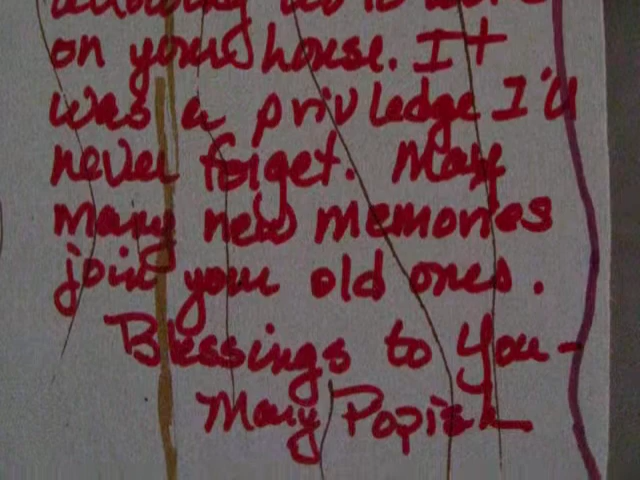 on your house. It
was a priviledge I'll
never forget. May
many new memories
join your old ones.
Blessings to You-
Mary Popish